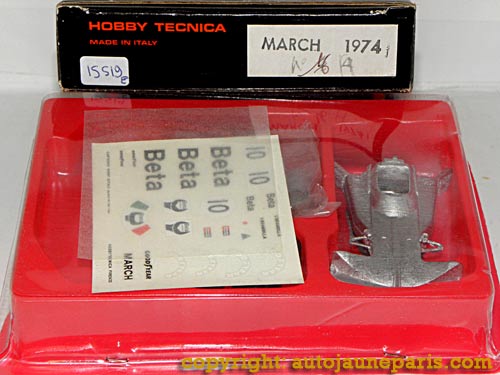 HOBBY TECNICA
MADE IN ITALY
MARCH 1974
15519
Beta Beta Beta
10 10
Beta
10
GOODYEAR
MARCH
copyright autojauneparis.com